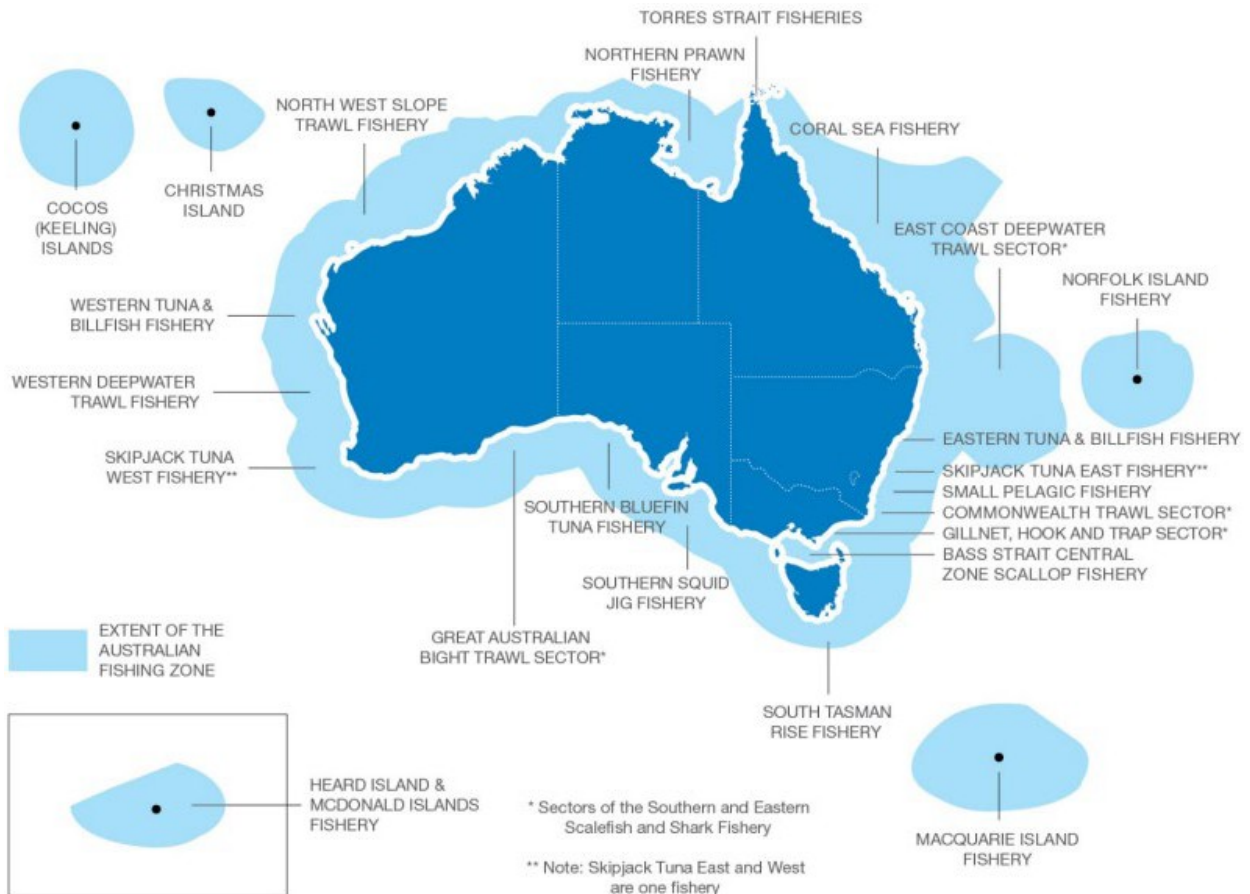 TORRES STRAIT FISHERIES
NORTHERN PRAWN
FISHERY
NORTH WEST SLOPE
TRAWL FISHERY
CORAL SEA FISHERY
CHRISTMAS
ISLAND
COCOS
(KEELING)
ISLANDS
EAST COAST DEEPWATER
TRAWL SECTOR*
NORFOLK ISLAND
FISHERY
WESTERN TUNA &
BILLFISH FISHERY
WESTERN DEEPWATER
TRAWL FISHERY
SKIPJACK TUNA
WEST FISHERY**
EASTERN TUNA & BILLFISH FISHERY
SKIPJACK TUNA EAST FISHERY**
SMALL PELAGIC FISHERY
COMMONWEALTH TRAWL SECTOR*
GILLNET, HOOK AND TRAP SECTOR*
BASS STRAIT CENTRAL
ZONE SCALLOP FISHERY
SOUTHERN BLUEFIN
TUNA FISHERY
SOUTHERN SQUID
JIG FISHERY
GREAT AUSTRALIAN
BIGHT TRAWL SECTOR*
EXTENT OF THE
AUSTRALIAN
FISHING ZONE
SOUTH TASMAN
RISE FISHERY
HEARD ISLAND &
MCDONALD ISLANDS
FISHERY
* Sectors of the Southern and Eastern
Scalefish and Shark Fishery
** Note: Skipjack Tuna East and West
are one fishery
MACQUARIE ISLAND
FISHERY